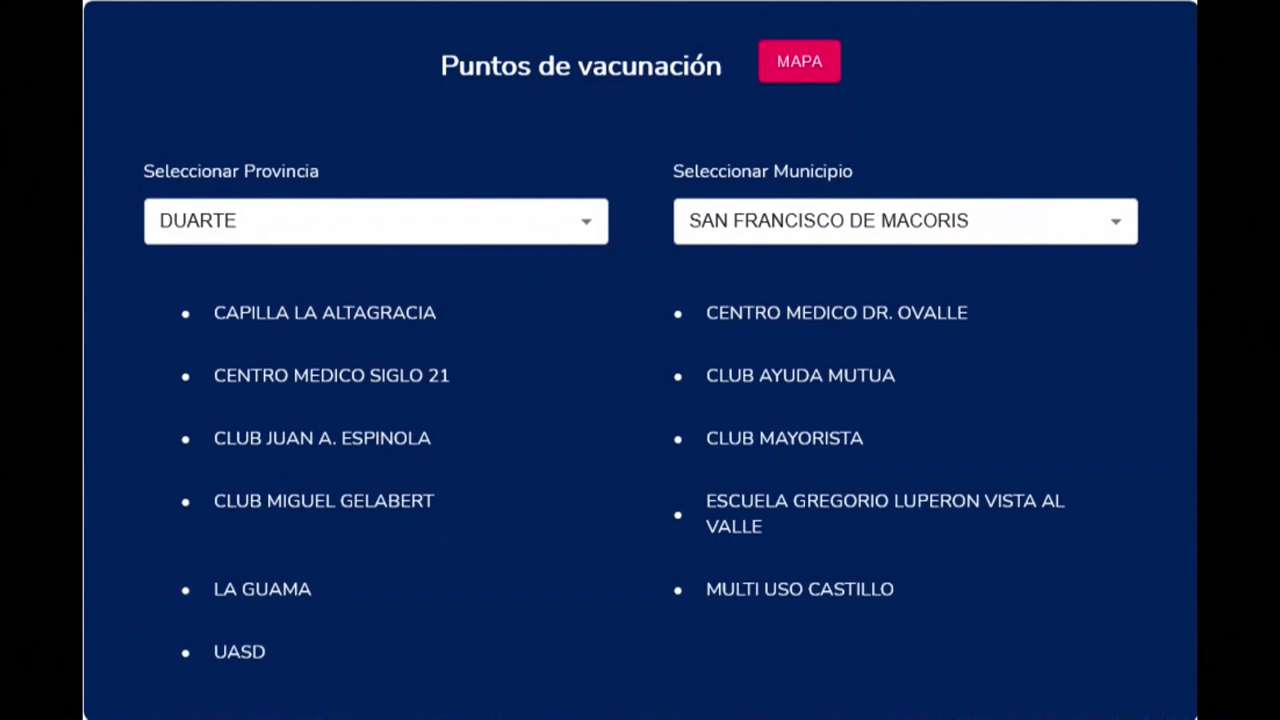 Puntos de vacunación
MAPA
Seleccionar Provincia
Seleccionar Municipio
DUARTE
SAN FRANCISCO DE MACORIS
CAPILLA LA ALTAGRACIA
CENTRO MEDICO DR. OVALLE
CENTRO MEDICO SIGLO 21
CLUB AYUDA MUTUA
CLUB JUAN A. ESPINOLA
CLUB MAYORISTA
CLUB MIGUEL GELABERT
ESCUELA GREGORIO LUPERON VISTA AL
VALLE
LA GUAMA
MULTI USO CASTILLO
UASD